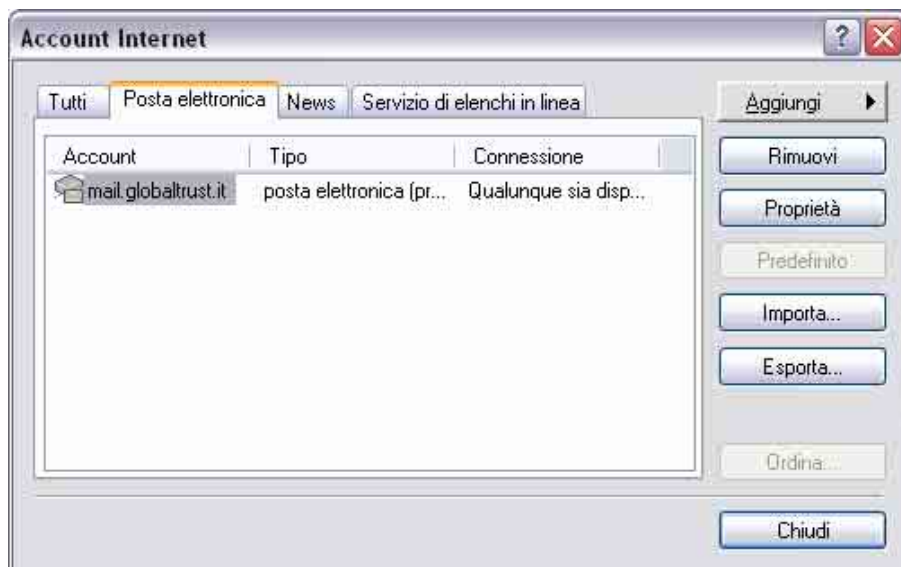 Account Internet
Tutti
Posta elettronica
News
Servizio di elenchi in linea
Account
Tipo
Connessione
mail.globaltrust.it
posta elettronica (pr...
Qualunque sia disp...
Aggiungi
Rimuovi
Proprietà
Predefinito
Importa...
Esporta...
Ordina...
Chiudi